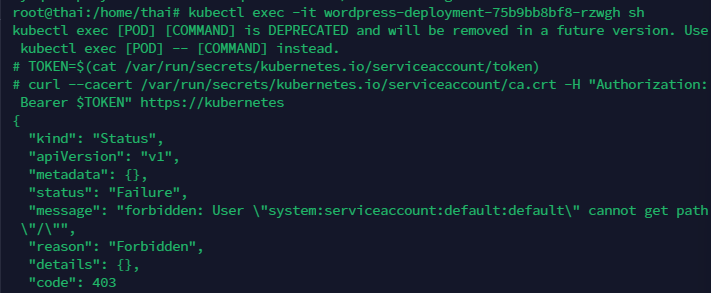 root@thai:/home/thai# kubectl exec -it wordpress-deployment-75b9bb8bf8-rzwgh sh
kubectl exec [POD] [COMMAND] is DEPRECATED and will be removed in a future version. Use
 kubectl exec [POD] -- [COMMAND] instead.
# TOKEN=$(cat /var/run/secrets/kubernetes.io/serviceaccount/token)
# curl --cacert /var/run/secrets/kubernetes.io/serviceaccount/ca.crt -H "Authorization:
 Bearer $TOKEN" https://kubernetes
{
  "kind": "Status",
  "apiVersion": "v1",
  "metadata": {},
  "status": "Failure",
  "message": "forbidden: User \"system:serviceaccount:default:default\" cannot get path
 \"/\"",
  "reason": "Forbidden",
  "details": {},
  "code": 403